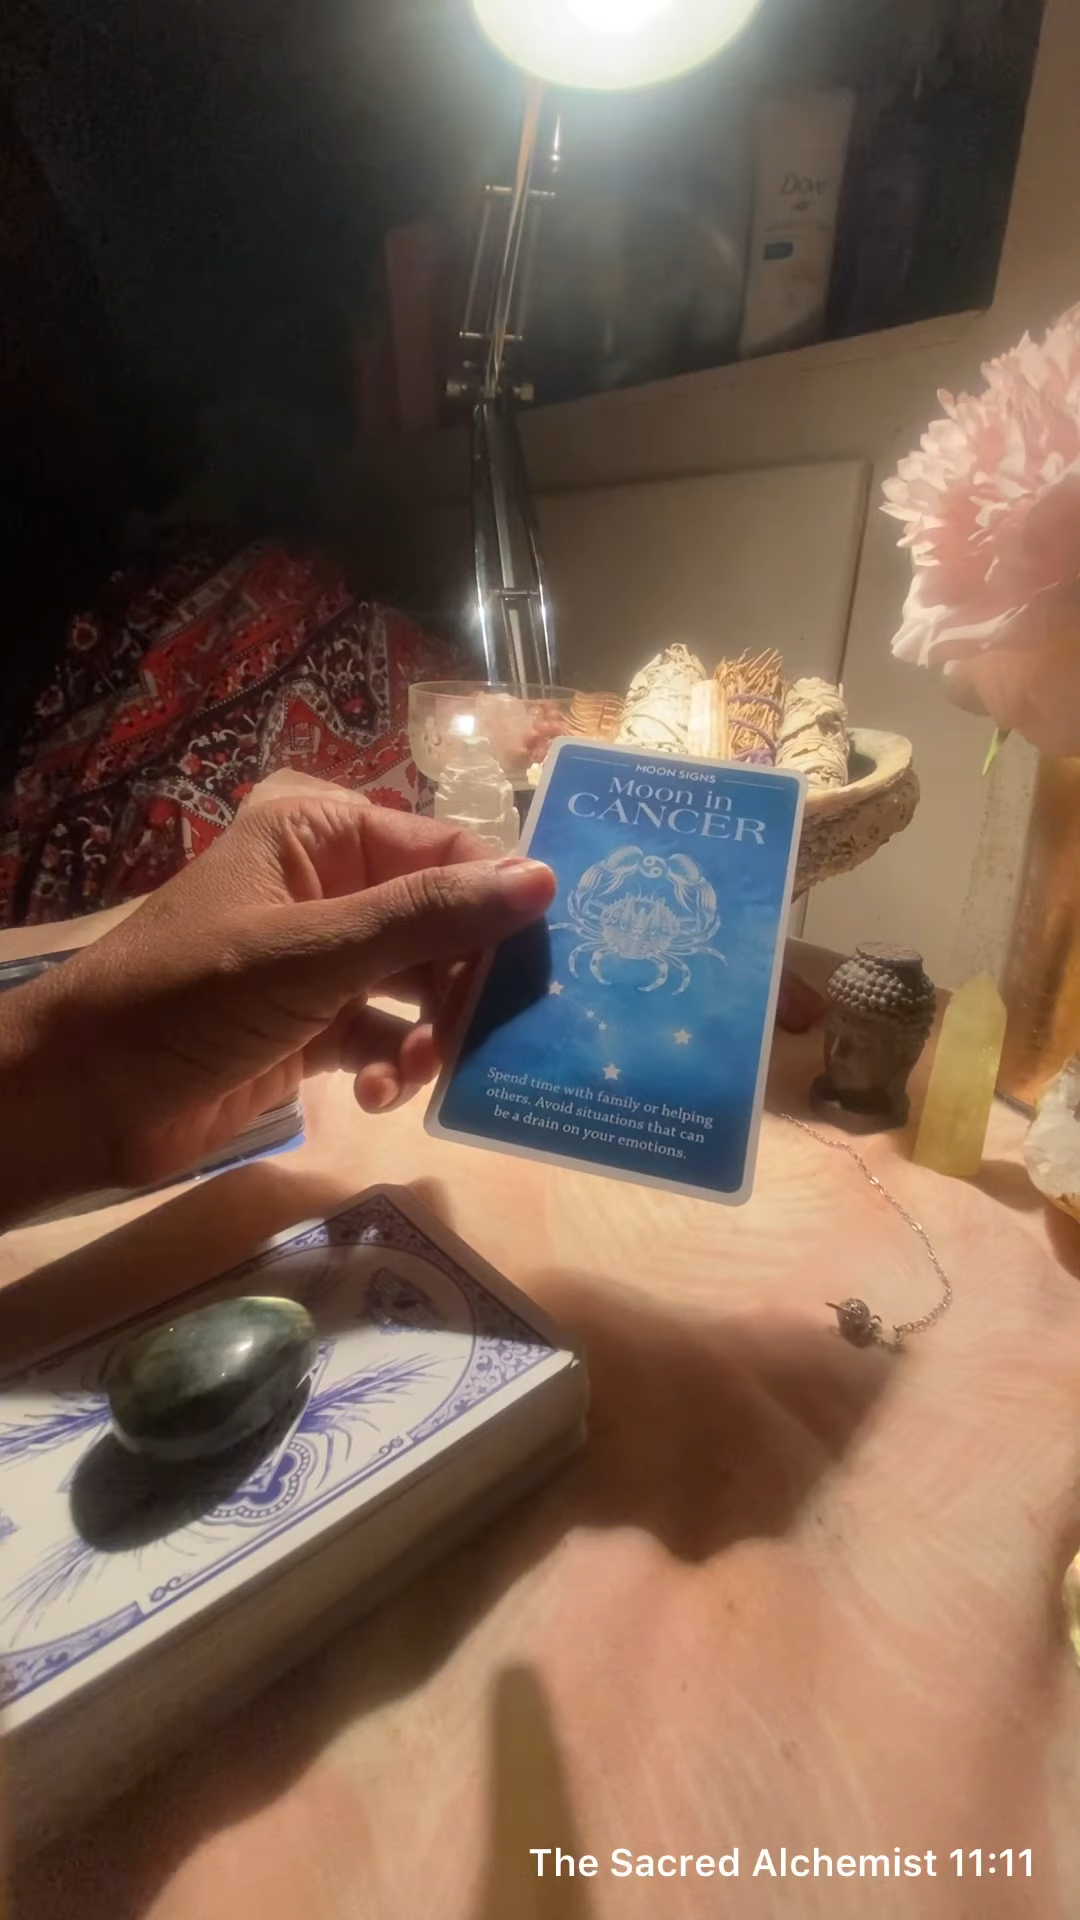 Dove
MOON SIGNS
Moon in
CANCER
Spend time with family or helping
others. Avoid situations that can
be a drain on your emotions.
The Sacred Alchemist 11:11